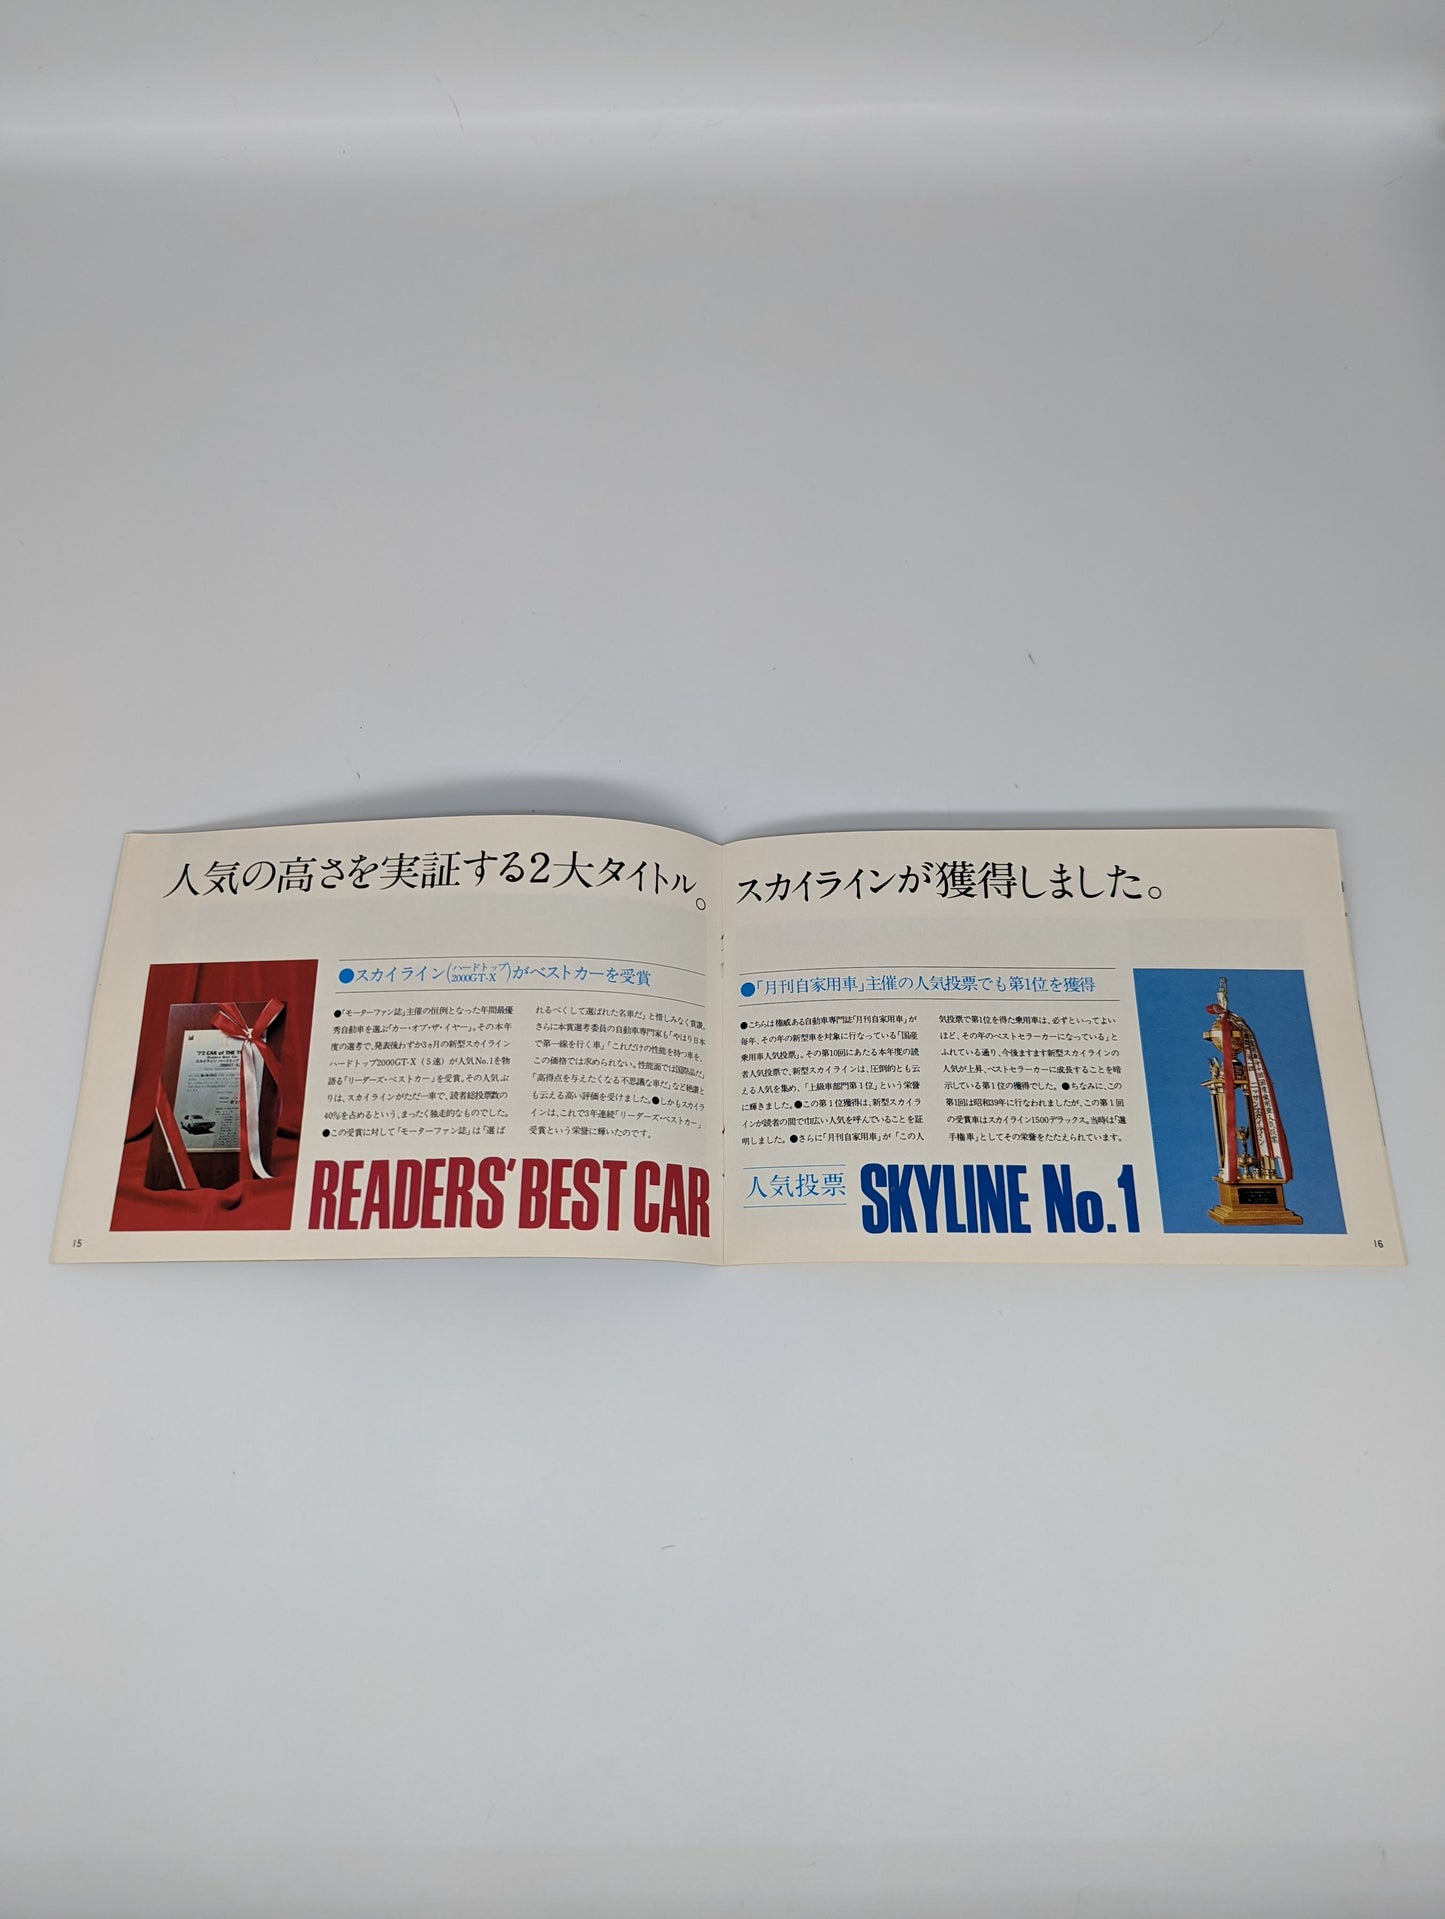 人気の高さを実証する2大タイトル。
スカイラインが獲得しました。
●スカイライン(ハードトップ2000GT-X)がベストカーを受賞
●「モーターファン誌」主催の恒例となった年間最優
秀自動車を選ぶ「カー・オブ・ザ・イヤー」。その本年
度の選考で、発表後わずか3ヵ月の新型スカイライン
ハードトップ2000GT-X(5速)が人気No.1を物
語る「リーダーズ・ベストカー」を受賞。その人気ぶ
りは、スカイラインがただ一車で、読者総投票数の
40%を占めるという、まったく独走的なものでした。
●この受賞に対して「モーターファン誌」は「選ば
れるべくして選ばれた名車だ」と惜しみなく賞讃。
さらに本賞選考委員の自動車専門家も「やはり日本
で第一線を行く車」「これだけの性能を持つ車を、
この価格では求められない。性能面では国際品だ」
「高得点を与えたくなる不思議な車だ」など絶讃と
も云える高い評価を受けました。●しかもスカイラ
インは、これで3年連続「リーダーズ・ベストカー」
受賞という栄誉に輝いたのです。
'72 CAR of THE
READERS' BEST CAR
15
●「月刊自家用車」主催の人気投票でも第1位を獲得
●こちらは権威ある自動車専門誌「月刊自家用車」が
毎年、その年の新型車を対象に行なっている「国産
乗用車人気投票」。その第10回にあたる本年度の読
者人気投票で、新型スカイラインは、圧倒的とも云
える人気を集め、「上級車部門第1位」という栄誉
に輝きました。●この第1位獲得は、新型スカイラ
インが読者の間で巾広い人気を呼んでいることを証
明しました。●さらに「月刊自家用車」が「この人
気投票で第1位を得た乗用車は、必ずといってよい
ほど、その年のベストセラーカーになっている」と
ふれている通り、今後ますます新型スカイラインの
人気が上昇、ベストセラーカーに成長することを暗
示している第1位の獲得でした。●ちなみに、この
第1回は昭和39年に行なわれましたが、この第1回
の受賞車はスカイライン1500デラックス。当時は「選
手権車」としてその栄誉をたたえられています。
人気投票
SKYLINE No.1
16